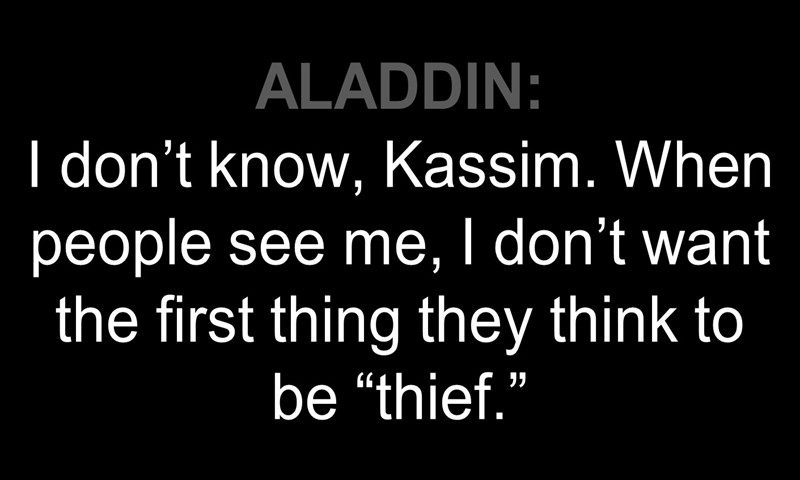 ALADDIN:
I don’t know, Kassim. When
people see me, I don’t want
the first thing they think to
be “thief.”